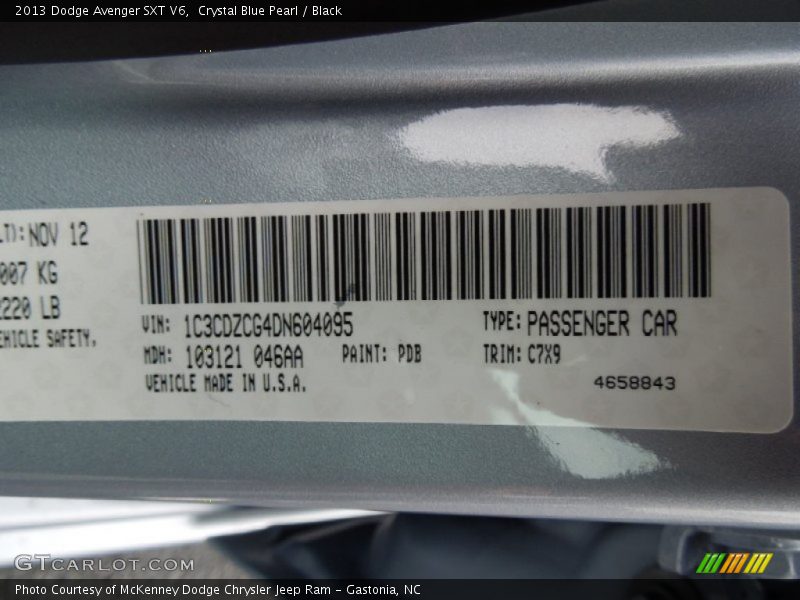 2013 Dodge Avenger SXT V6,  Crystal Blue Pearl / Black
NOV 12
007 KG
220 LB
SAFETY.
VIN: 1C3CDZCG4DN604095
TYPE: PASSENGER CAR
MDH: 103121 046AA
PAINT: PDB
TRIM: C7X9
VEHICLE MADE IN U.S.A.
4658843
GTCARLOT.COM
Photo Courtesy of McKenney Dodge Chrysler Jeep Ram – Gastonia, NC